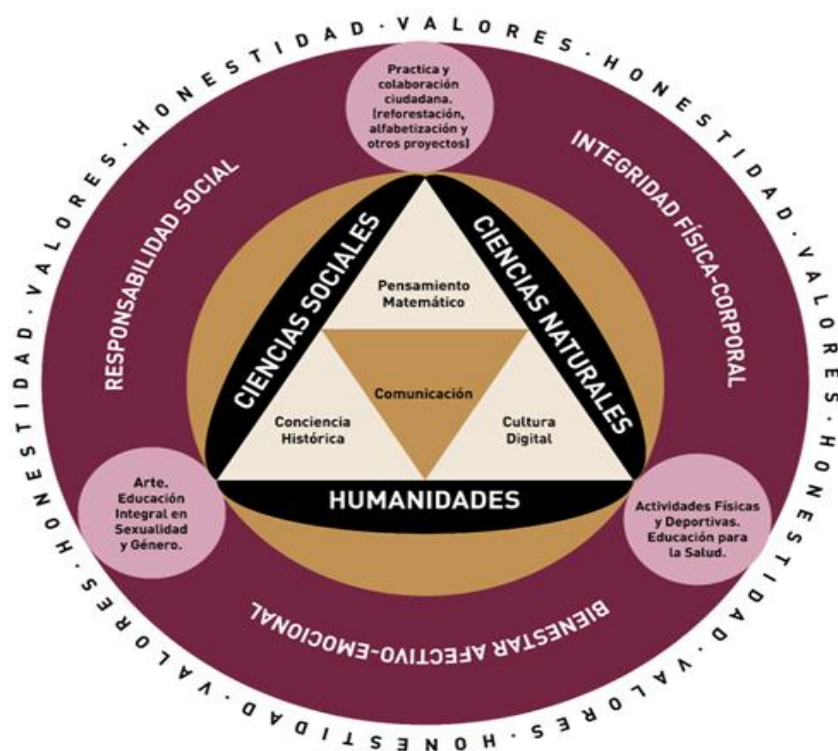 HONESTIDAD·VALORES·HONESTIDAD·VALORES·HONESTIDAD·VALORES·HONESTIDAD·VALORES·HONESTIDAD·VALORES·
Practica y
colaboración
ciudadana.
(reforestación,
alfabetización y
otros proyectos)
RESPONSABILIDAD SOCIAL
INTEGRIDAD FÍSICA-CORPORAL
CIENCIAS SOCIALES
CIENCIAS NATURALES
Pensamiento
Matemático
Comunicación
Conciencia
Histórica
Cultura
Digital
HUMANIDADES
Arte.
Educación
Integral en
Sexualidad
y Género.
Actividades Físicas
y Deportivas.
Educación para
la Salud.
BIENESTAR AFECTIVO-EMOCIONAL